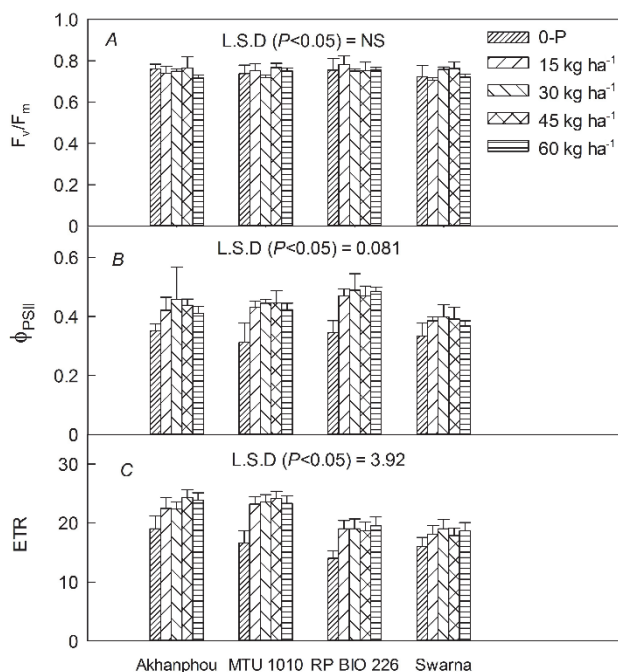 A
L.S.D (P<0.05) = NS
0-P
15 kg ha⁻¹
30 kg ha⁻¹
45 kg ha⁻¹
60 kg ha⁻¹
Fv/Fm
1.0
0.8
0.6
0.4
0.2
0
B
L.S.D (P<0.05) = 0.081
ϕPSII
0.6
0.4
0.2
0
C
L.S.D (P<0.05) = 3.92
ETR
30
20
10
0
Akhanphou MTU 1010 RP BIO 226 Swarna